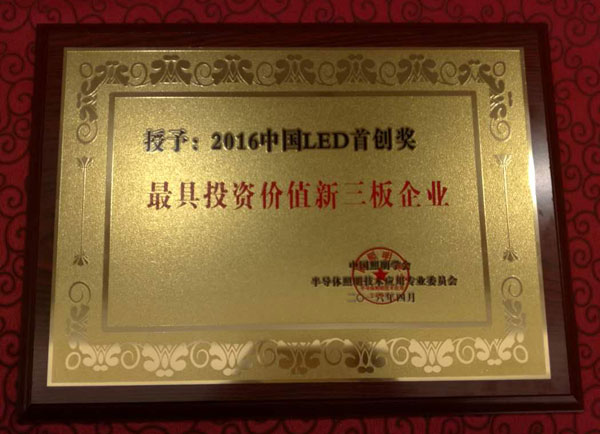 授予：2016中国LED首创奖
最具投资价值新三板企业
中国照明学会
半导体照明技术应用专业委员会
二〇一六年四月